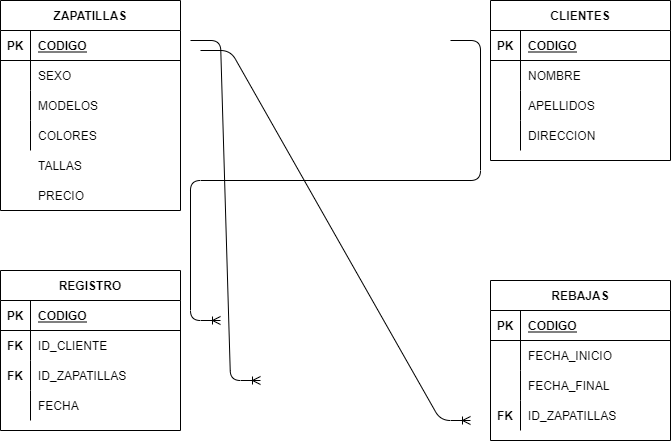 ZAPATILLAS
PK CODIGO
SEXO
MODELOS
COLORES
TALLAS
PRECIO
CLIENTES
PK CODIGO
NOMBRE
APELLIDOS
DIRECCION
REGISTRO
PK CODIGO
FK ID_CLIENTE
FK ID_ZAPATILLAS
FECHA
REBAJAS
PK CODIGO
FECHA_INICIO
FECHA_FINAL
FK ID_ZAPATILLAS